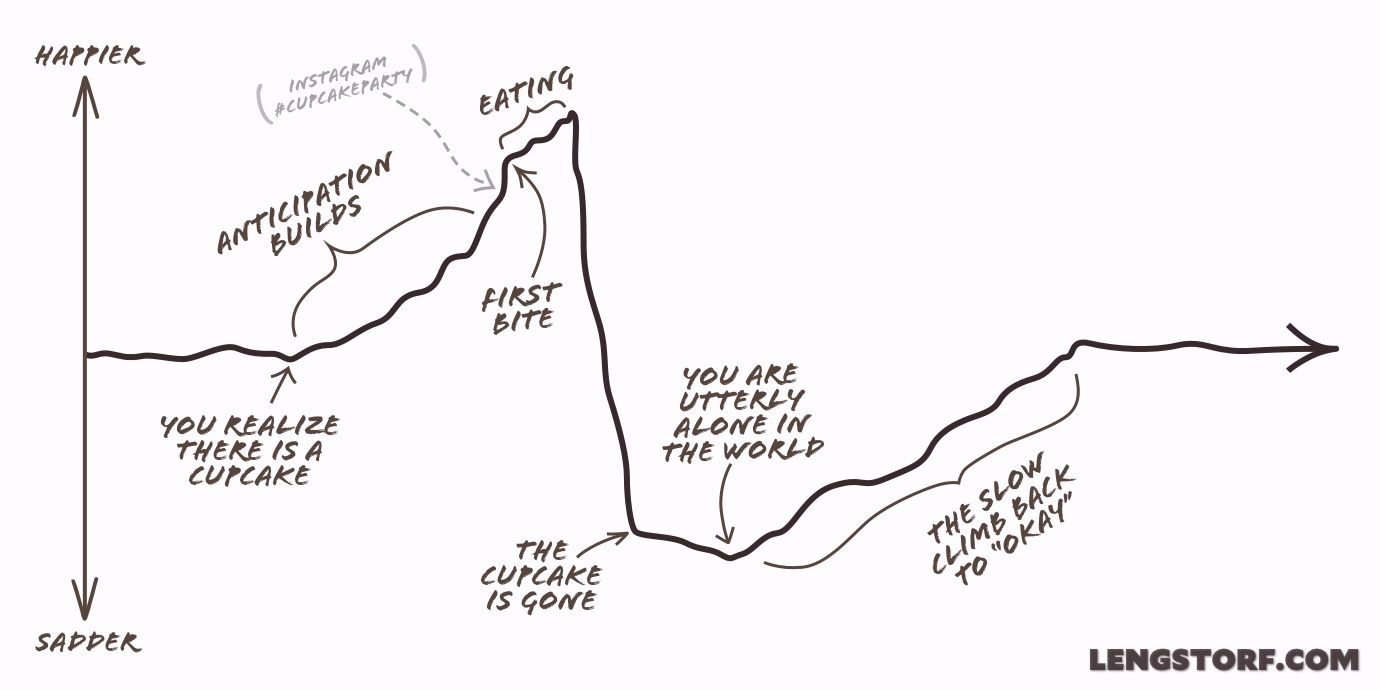 HAPPIER
(INSTAGRAM
#CUPCAKEPARTY)
EATING
ANTICIPATION
BUILDS
FIRST
BITE
YOU REALIZE
THERE IS A
CUPCAKE
YOU ARE
UTTERLY
ALONE IN
THE WORLD
THE
CUPCAKE
IS GONE
THE SLOW
CLIMB BACK
TO "OKAY"
SADDER
LENGSTORF.COM